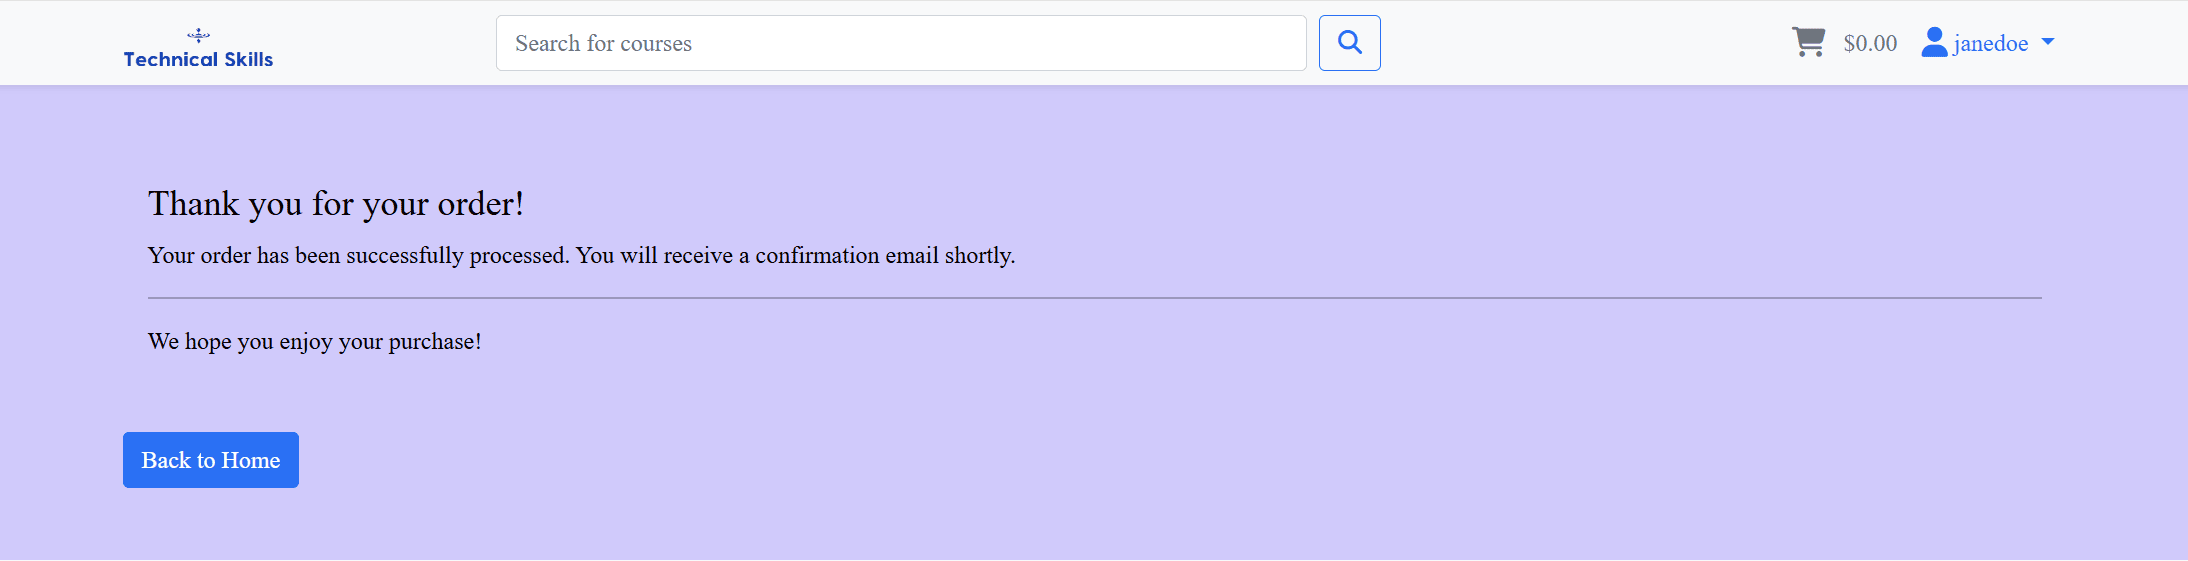 Technical Skills
Search for courses
$0.00
janedoe
Thank you for your order!
Your order has been successfully processed. You will receive a confirmation email shortly.
We hope you enjoy your purchase!
Back to Home